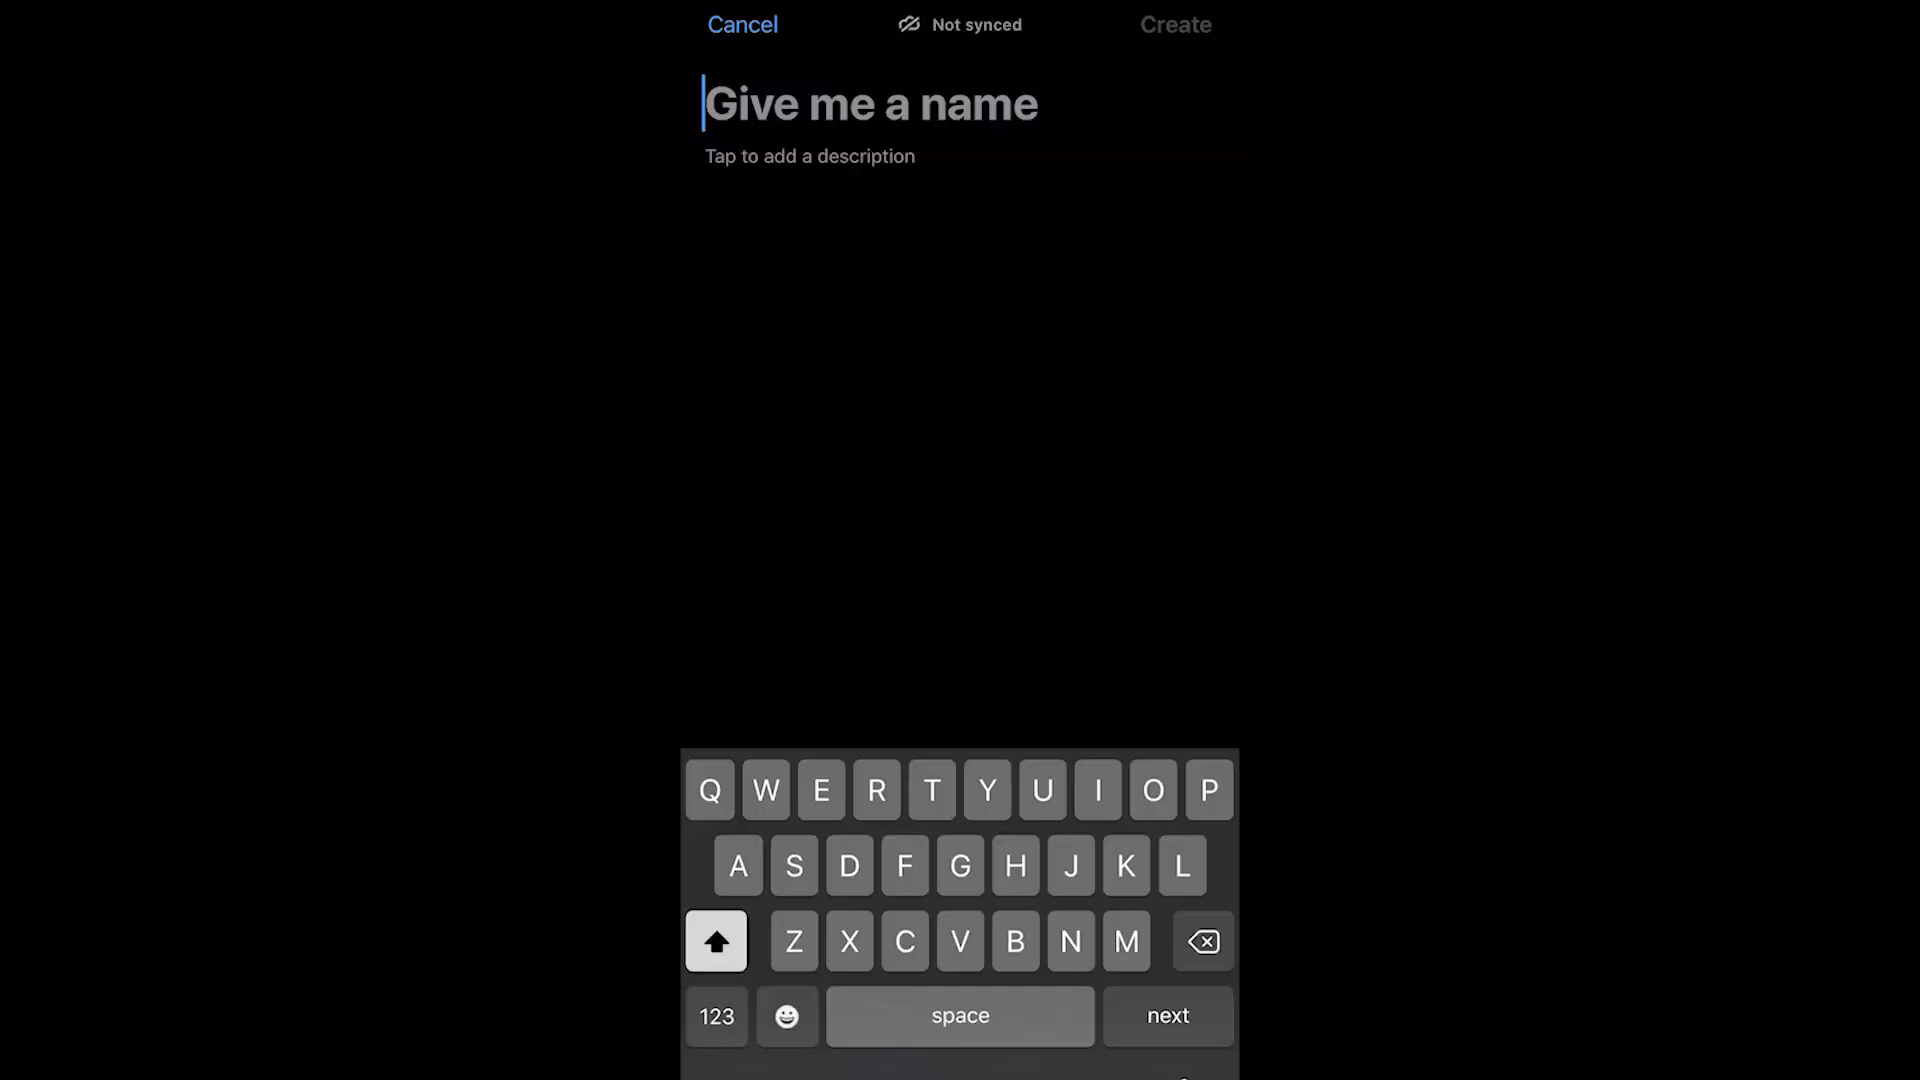 Cancel Not synced Create
Give me a name
Tap to add a description
Q W E R T Y U I O P
A S D F G H J K L
Z X C V B N M
123 space next